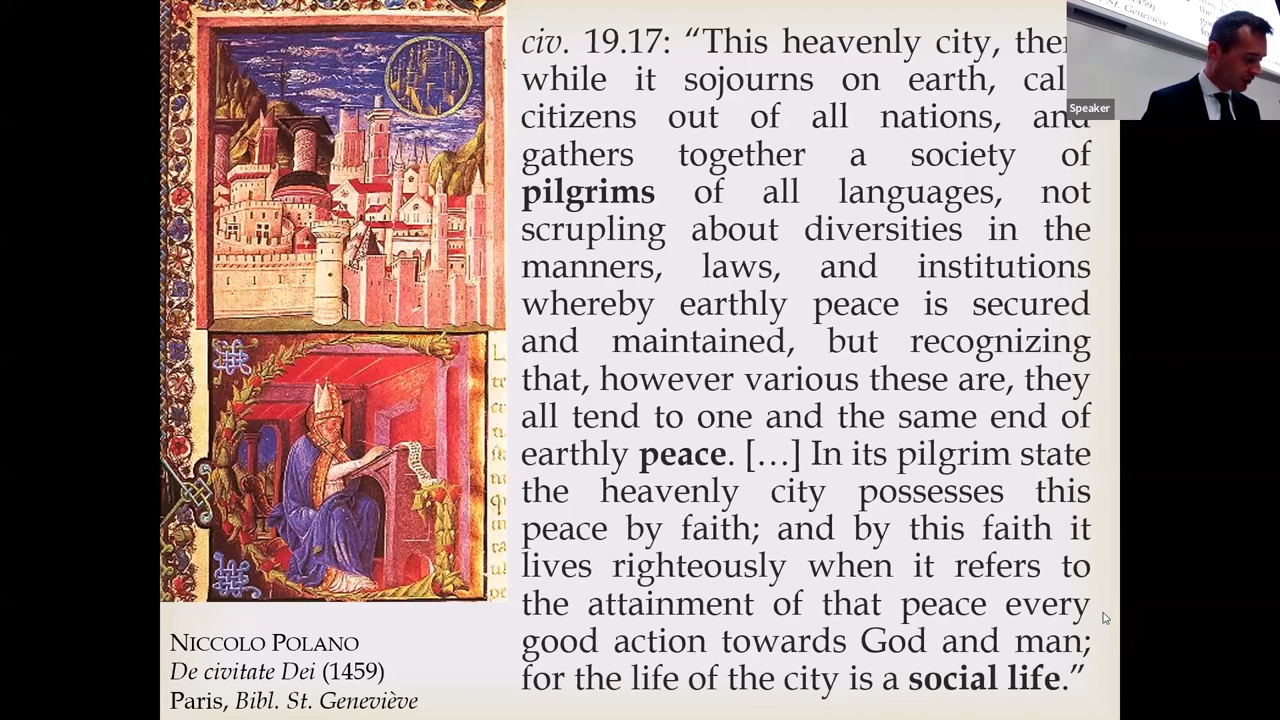 civ. 19.17: “This heavenly city, then
while it sojourns on earth, call
citizens out of all nations, and
gathers together a society of
pilgrims of all languages, not
scrupling about diversities in the
manners, laws, and institutions
whereby earthly peace is secured
and maintained, but recognizing
that, however various these are, they
all tend to one and the same end of
earthly peace. […] In its pilgrim state
the heavenly city possesses this
peace by faith; and by this faith it
lives righteously when it refers to
the attainment of that peace every
good action towards God and man;
for the life of the city is a social life.”
NICCOLO POLANO
De civitate Dei (1459)
Paris, Bibl. St. Geneviève
Speaker